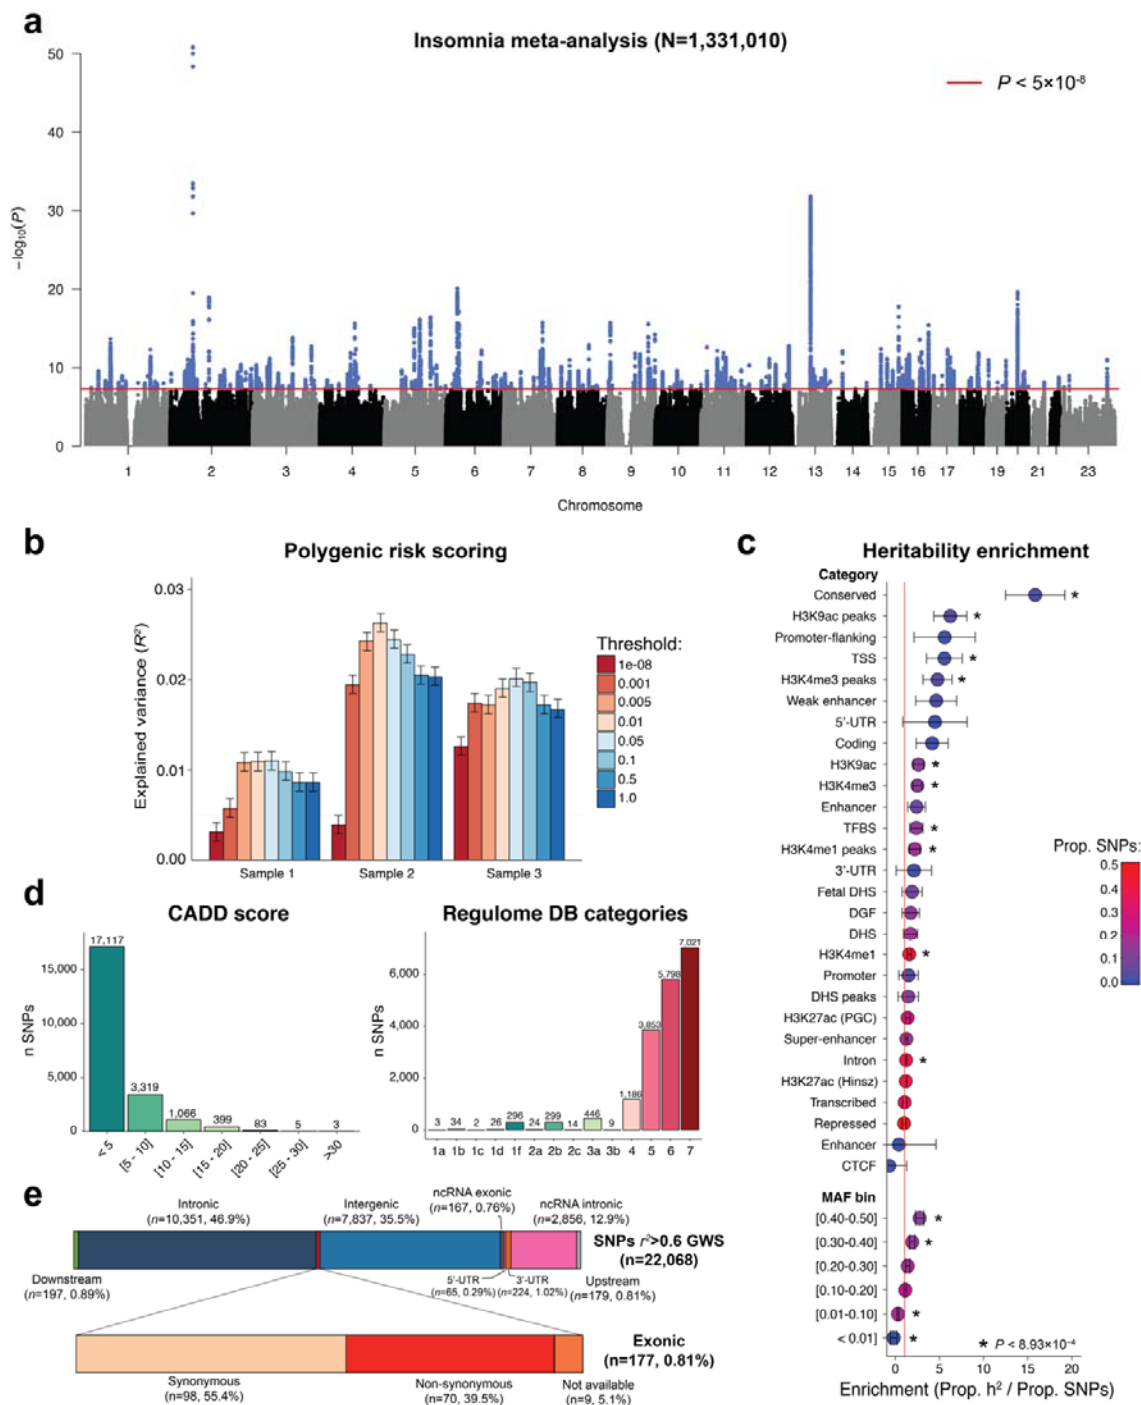 a
Insomnia meta-analysis (N=1,331,010)
P < 5×10⁻⁸
50
40
30
20
10
0
−log₁₀(P)
1 2 3 4 5 6 7 8 9 10 11 12 13 14 15 16 17 19 21 23
Chromosome
b
Polygenic risk scoring
Explained variance (R²)
0.03
0.02
0.01
0.00
Sample 1 Sample 2 Sample 3
Threshold:
1e-08
0.001
0.005
0.01
0.05
0.1
0.5
1.0
c
Heritability enrichment
Category
Conserved
*
H3K9ac peaks
*
Promoter-flanking
TSS
*
H3K4me3 peaks
*
Weak enhancer
5'-UTR
Coding
H3K9ac
*
H3K4me3
*
Enhancer
TFBS
*
H3K4me1 peaks
*
3'-UTR
Fetal DHS
DGF
DHS
H3K4me1
*
Promoter
DHS peaks
H3K27ac (PGC)
Super-enhancer
Intron
*
H3K27ac (Hinsz)
Transcribed
Repressed
Enhancer
CTCF
MAF bin
[0.40-0.50]
*
[0.30-0.40]
*
[0.20-0.30]
[0.10-0.20]
[0.01-0.10]
*
< 0.01]
*
* P < 8.93×10⁻⁴
0 5 10 15 20
Enrichment (Prop. h² / Prop. SNPs)
Prop. SNPs:
0.5
0.4
0.3
0.2
0.1
0.0
d
CADD score
n SNPs
15,000
10,000
5,000
0
17,117
3,319
1,066
399
83
5
3
< 5
[5 - 10]
[10 - 15]
[15 - 20]
[20 - 25]
[25 - 30]
>30
Regulome DB categories
n SNPs
6,000
4,000
2,000
0
3 34 2 26 296 24 299 14 446 9 1,186 3,853 5,798 7,021
1a 1b 1c 1d 1f 2a 2b 2c 3a 3b 4 5 6 7
e
Intronic
(n=10,351, 46.9%)
Intergenic
(n=7,837, 35.5%)
ncRNA exonic
(n=167, 0.76%)
ncRNA intronic
(n=2,856, 12.9%)
SNPs r²>0.6 GWS
(n=22,068)
Downstream
(n=197, 0.89%)
5'-UTR
(n=65, 0.29%)
3'-UTR
(n=224, 1.02%)
Upstream
(n=179, 0.81%)
Exonic
(n=177, 0.81%)
Synonymous
(n=98, 55.4%)
Non-synonymous
(n=70, 39.5%)
Not available
(n=9, 5.1%)